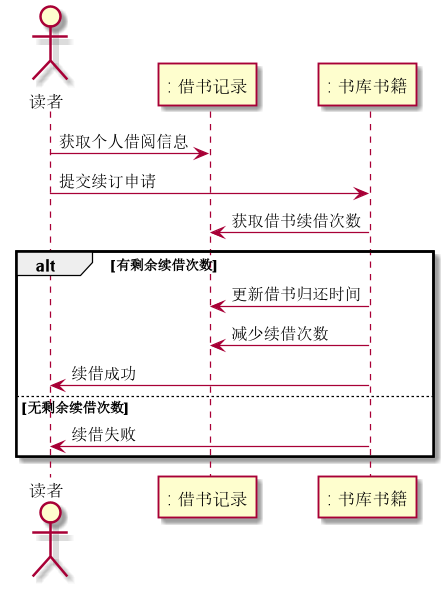 读者
: 借书记录
: 书库书籍
获取个人借阅信息
提交续订申请
获取借书续借次数
alt
[有剩余续借次数]
更新借书归还时间
减少续借次数
续借成功
[无剩余续借次数]
续借失败
读者
: 借书记录
: 书库书籍